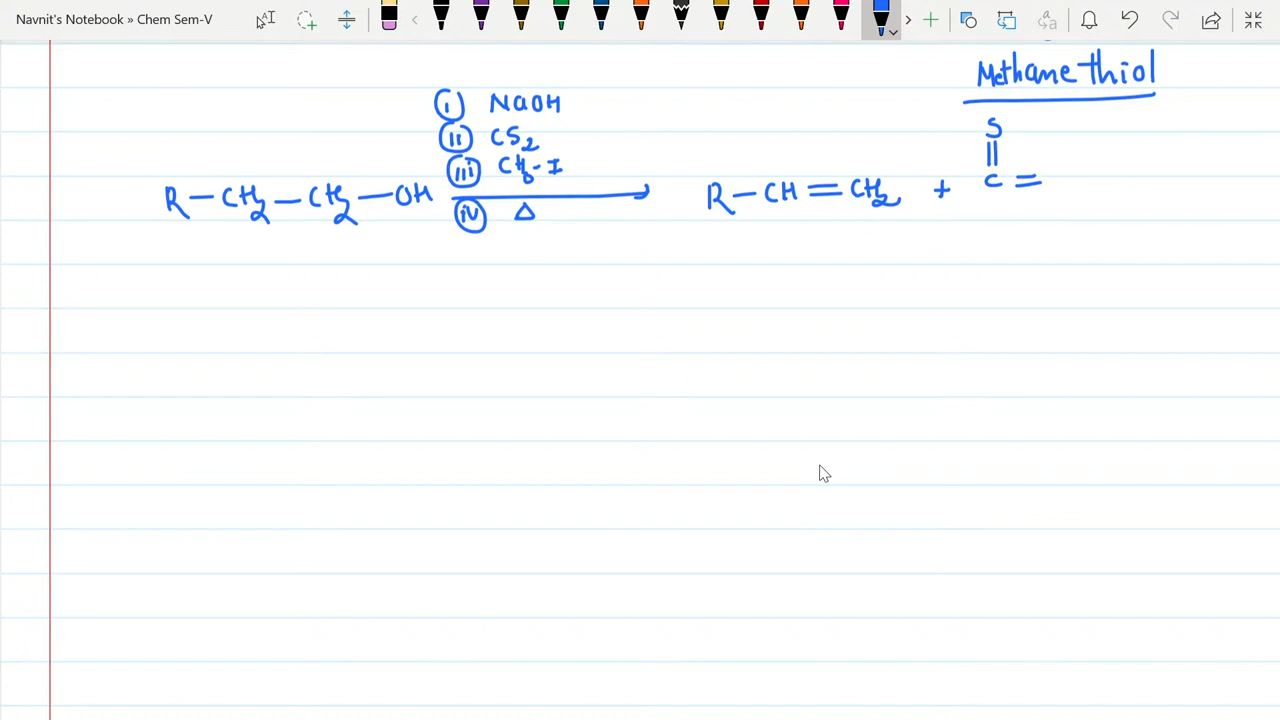 Navnit's Notebook » Chem Sem-V
Methane thiol
(i) NaOH
(ii) CS2
(iii) CH3-I
R—CH2—CH2—OH → R—CH=CH2 + S=C=
(iv) Δ